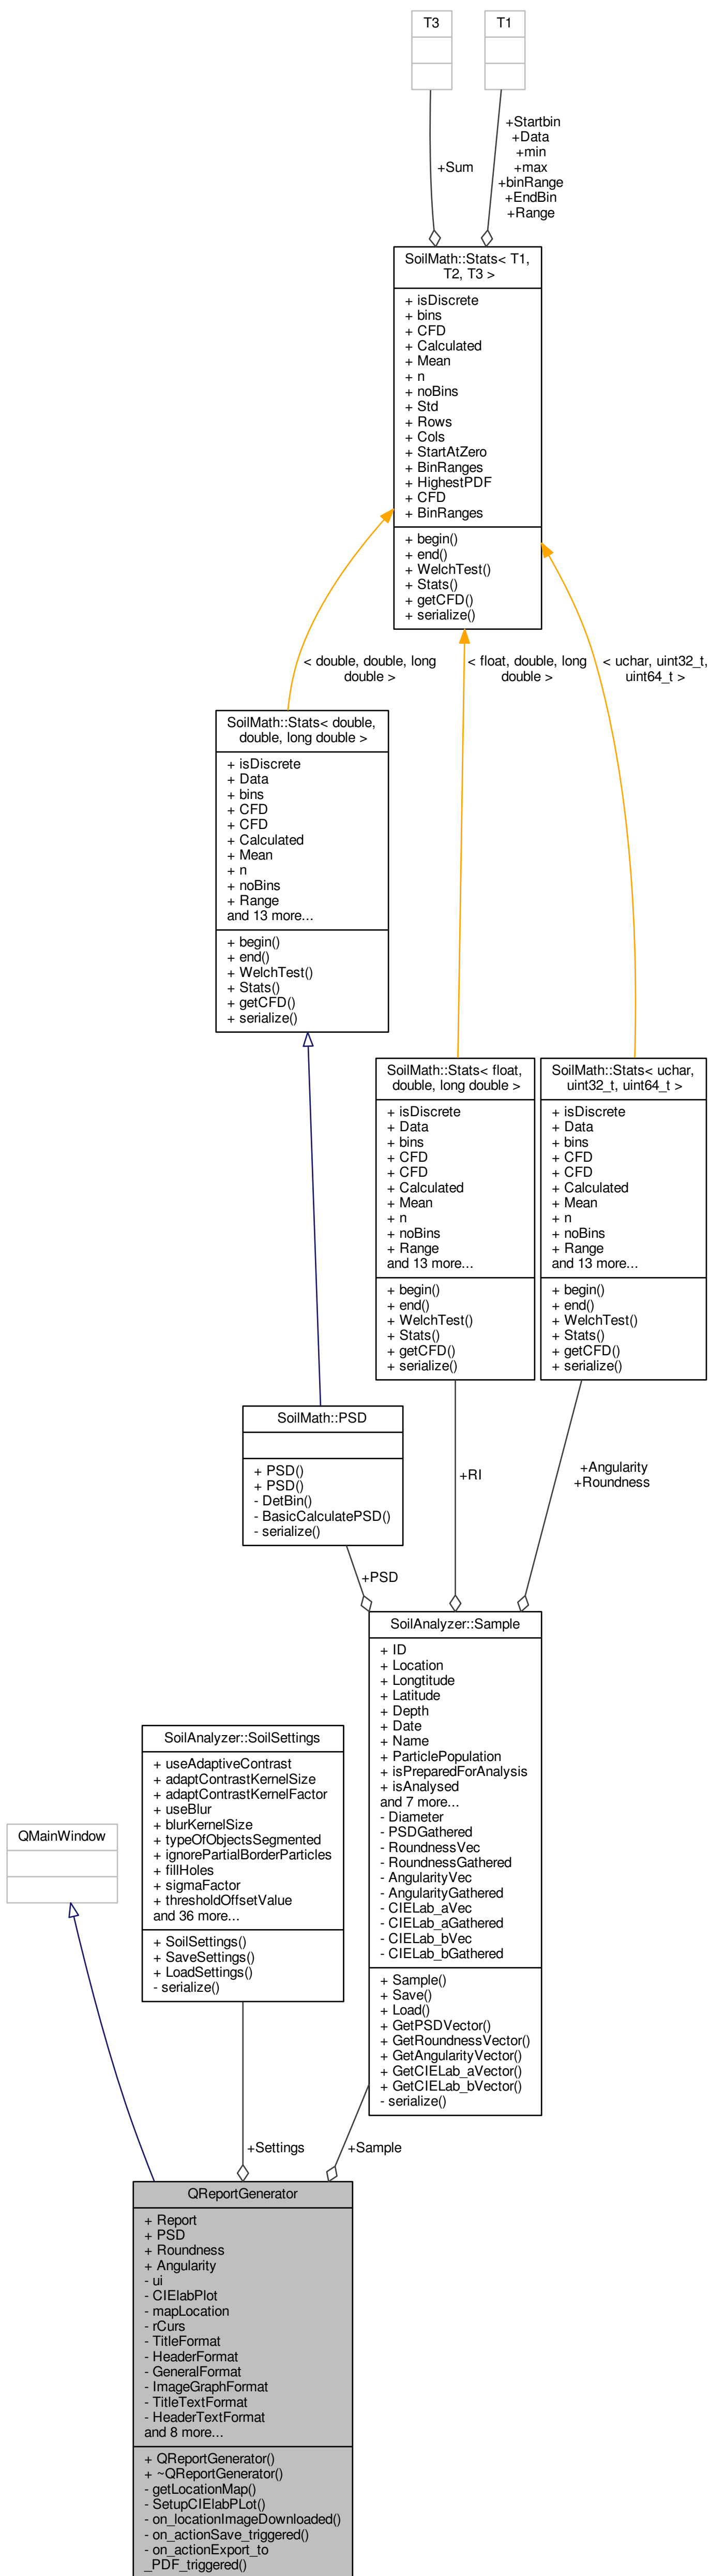 T3
T1
+Startbin
+Data
+min
+max
+binRange
+EndBin
+Range
+Sum
SoilMath::Stats< T1,
T2, T3 >
+ isDiscrete
+ bins
+ CFD
+ Calculated
+ Mean
+ n
+ noBins
+ Std
+ Rows
+ Cols
+ StartAtZero
+ BinRanges
+ HighestPDF
+ CFD
+ BinRanges
+ begin()
+ end()
+ WelchTest()
+ Stats()
+ getCFD()
+ serialize()
< double, double, long
double >
< float, double, long
double >
< uchar, uint32_t,
uint64_t >
SoilMath::Stats< double,
double, long double >
+ isDiscrete
+ Data
+ bins
+ CFD
+ CFD
+ Calculated
+ Mean
+ n
+ noBins
+ Range
and 13 more...
+ begin()
+ end()
+ WelchTest()
+ Stats()
+ getCFD()
+ serialize()
SoilMath::Stats< float,
double, long double >
+ isDiscrete
+ Data
+ bins
+ CFD
+ CFD
+ Calculated
+ Mean
+ n
+ noBins
+ Range
and 13 more...
+ begin()
+ end()
+ WelchTest()
+ Stats()
+ getCFD()
+ serialize()
SoilMath::Stats< uchar,
uint32_t, uint64_t >
+ isDiscrete
+ Data
+ bins
+ CFD
+ CFD
+ Calculated
+ Mean
+ n
+ noBins
+ Range
and 13 more...
+ begin()
+ end()
+ WelchTest()
+ Stats()
+ getCFD()
+ serialize()
SoilMath::PSD
+ PSD()
+ PSD()
- DetBin()
- BasicCalculatePSD()
- serialize()
+RI
+Angularity
+Roundness
+PSD
SoilAnalyzer::Sample
+ ID
+ Location
+ Longtitude
+ Latitude
+ Depth
+ Date
+ Name
+ ParticlePopulation
+ isPreparedForAnalysis
+ isAnalysed
and 7 more...
- Diameter
- PSDGathered
- RoundnessVec
- RoundnessGathered
- AngularityVec
- AngularityGathered
- CIELab_aVec
- CIELab_aGathered
- CIELab_bVec
- CIELab_bGathered
+ Sample()
+ Save()
+ Load()
+ GetPSDVector()
+ GetRoundnessVector()
+ GetAngularityVector()
+ GetCIELab_aVector()
+ GetCIELab_bVector()
- serialize()
SoilAnalyzer::SoilSettings
+ useAdaptiveContrast
+ adaptContrastKernelSize
+ adaptContrastKernelFactor
+ useBlur
+ blurKernelSize
+ typeOfObjectsSegmented
+ ignorePartialBorderParticles
+ fillHoles
+ sigmaFactor
+ thresholdOffsetValue
and 36 more...
+ SoilSettings()
+ SaveSettings()
+ LoadSettings()
- serialize()
QMainWindow
+Settings
+Sample
QReportGenerator
+ Report
+ PSD
+ Roundness
+ Angularity
- ui
- CIElabPlot
- mapLocation
- rCurs
- TitleFormat
- HeaderFormat
- GeneralFormat
- ImageGraphFormat
- TitleTextFormat
- HeaderTextFormat
and 8 more...
+ QReportGenerator()
+ ~QReportGenerator()
- getLocationMap()
- SetupCIElabPLot()
- on_locationImageDownloaded()
- on_actionSave_triggered()
- on_actionExport_to
_PDF_triggered()